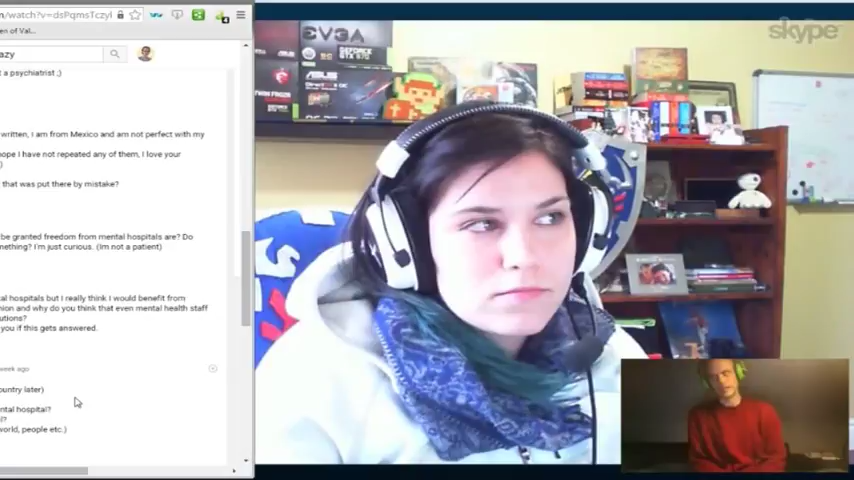 n/watch?v=dsPqmsTczyI
en of Val...
azy
t a psychiatrist ;)
written, I am from Mexico and am not perfect with my
hope I have not repeated any of them, I love your
)
that was put there by mistake?
be granted freedom from mental hospitals are? Do
mething? I'm just curious. (Im not a patient)
al hospitals but I really think I would benefit from
nion and why do you think that even mental health staff
utions?
you if this gets answered.
week ago
ountry later)
ntal hospital?
l?
world, people etc.)
EVGA
GEFORCE
ASUS
skype